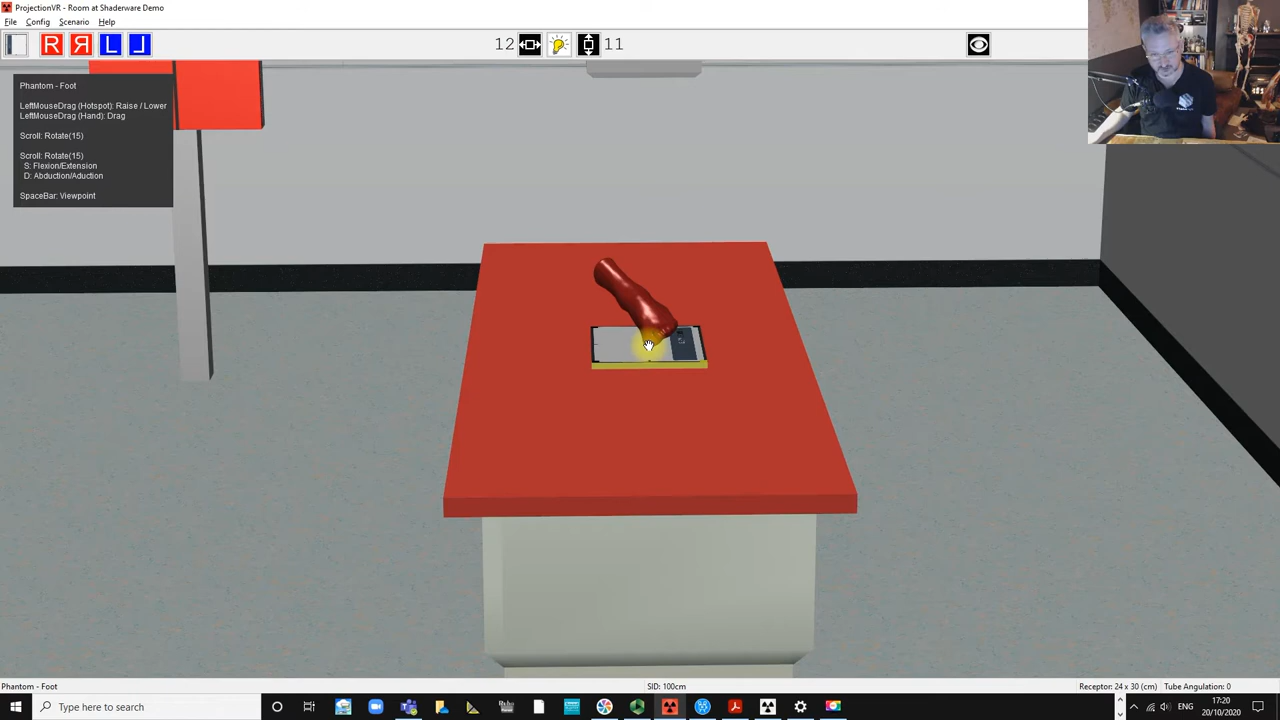 ProjectionVR - Room at Shaderware Demo
File Config Scenario Help
R R L L 12 11
Phantom - Foot
LeftMouseDrag (Hotspot): Raise / Lower
LeftMouseDrag (Hand): Drag
Scroll: Rotate(15)
Scroll: Rotate(15)
S: Flexion/Extension
D: Abduction/Aduction
SpaceBar: Viewpoint
Phantom - Foot SID: 100cm Receptor: 24 x 30 (cm) Tube Angulation: 0
Type here to search
ENG
17:20
20/10/2020